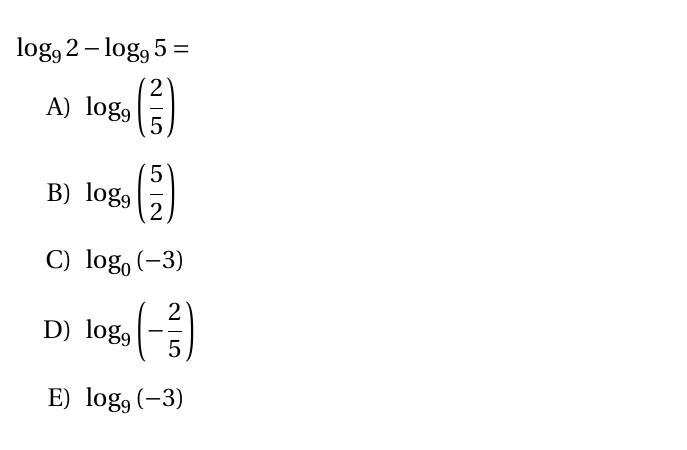 log₉ 2 − log₉ 5 =
A) log₉ (2/5)
B) log₉ (5/2)
C) log₀ (−3)
D) log₉ (−2/5)
E) log₉ (−3)